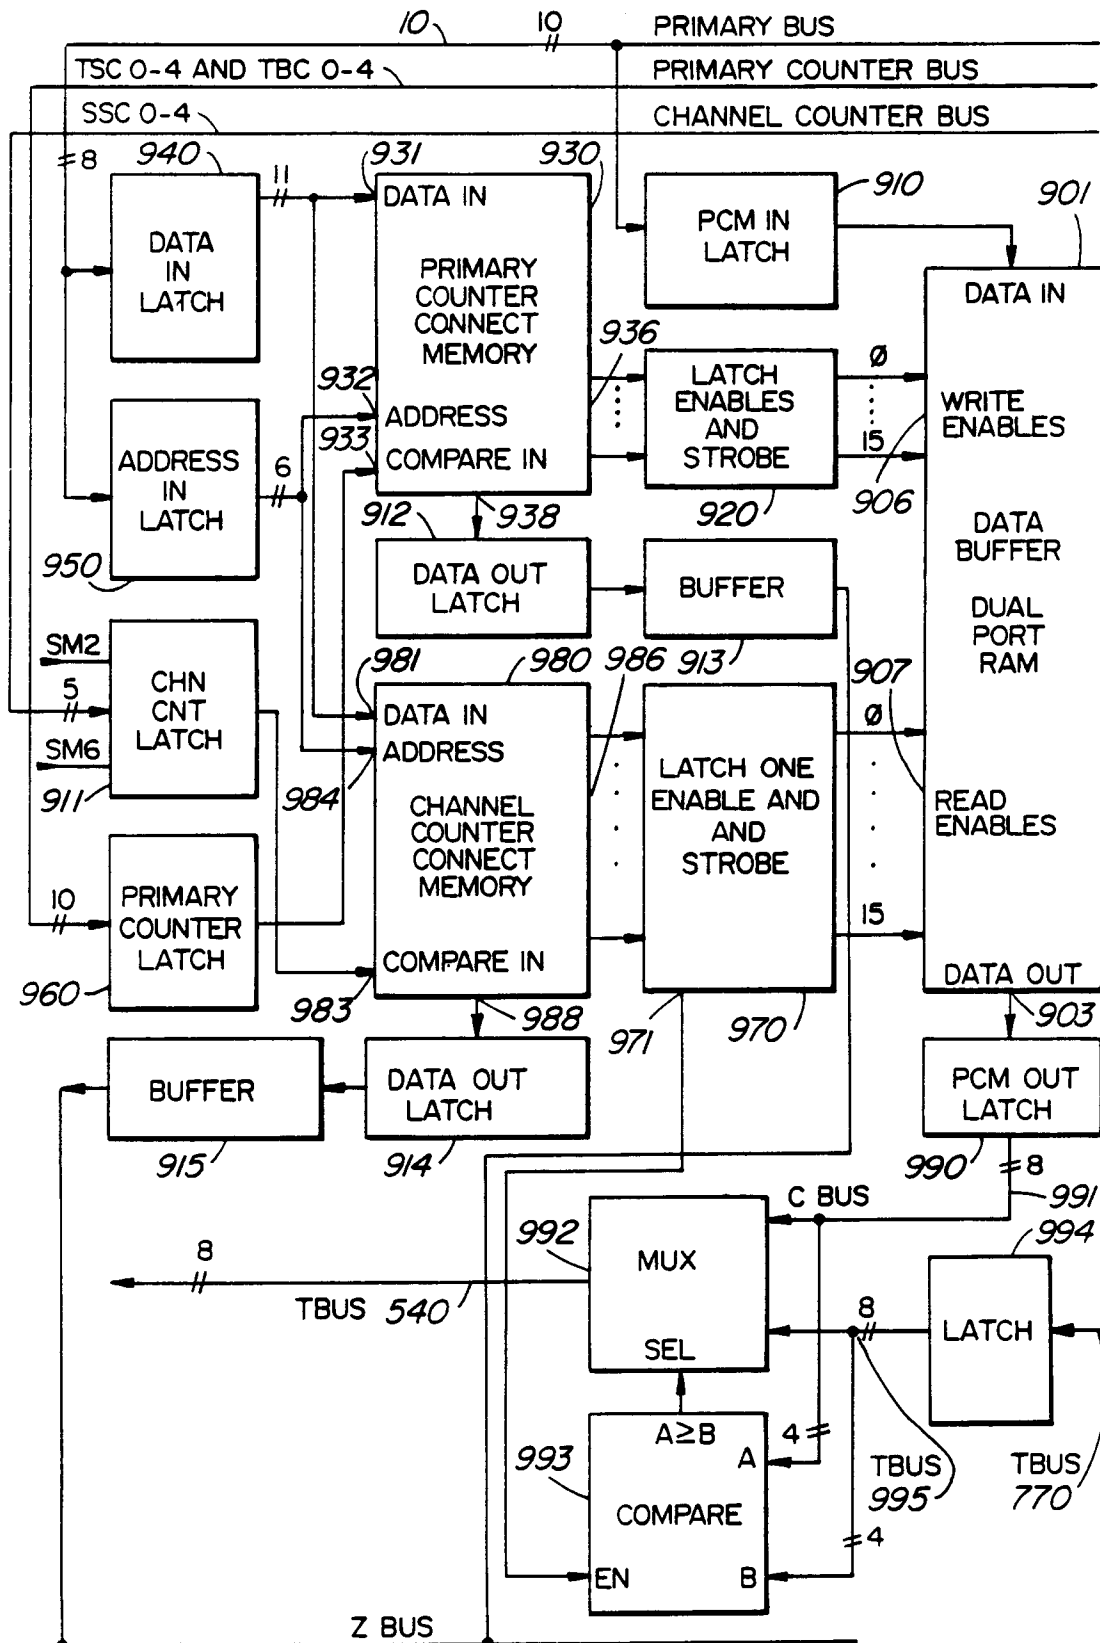 10
10
PRIMARY BUS
TSC 0-4 AND TBC 0-4
PRIMARY COUNTER BUS
SSC 0-4
CHANNEL COUNTER BUS
8
940
11
931
930
910
901
DATA
IN
LATCH
DATA IN
PRIMARY
COUNTER
CONNECT
MEMORY
PCM IN
LATCH
DATA IN
936
932
ADDRESS
933
COMPARE IN
LATCH
ENABLES
AND
STROBE
Ø
15
WRITE
ENABLES
ADDRESS
IN
LATCH
6
950
912
938
920
906
DATA
BUFFER
DUAL
PORT
RAM
DATA OUT
LATCH
BUFFER
913
SM2
5
SM6
CHN
CNT
LATCH
911
981
980
986
907
DATA IN
ADDRESS
984
CHANNEL
COUNTER
CONNECT
MEMORY
COMPARE IN
LATCH ONE
ENABLE AND
AND
STROBE
Ø
15
READ
ENABLES
10
PRIMARY
COUNTER
LATCH
960
983
988
971
970
DATA OUT
903
BUFFER
915
DATA OUT
LATCH
914
PCM OUT
LATCH
990
8
991
C BUS
992
994
8
MUX
TBUS 540
SEL
8
LATCH
A≥B
4
A
993
COMPARE
TBUS
995
TBUS
770
4
EN
B
Z BUS